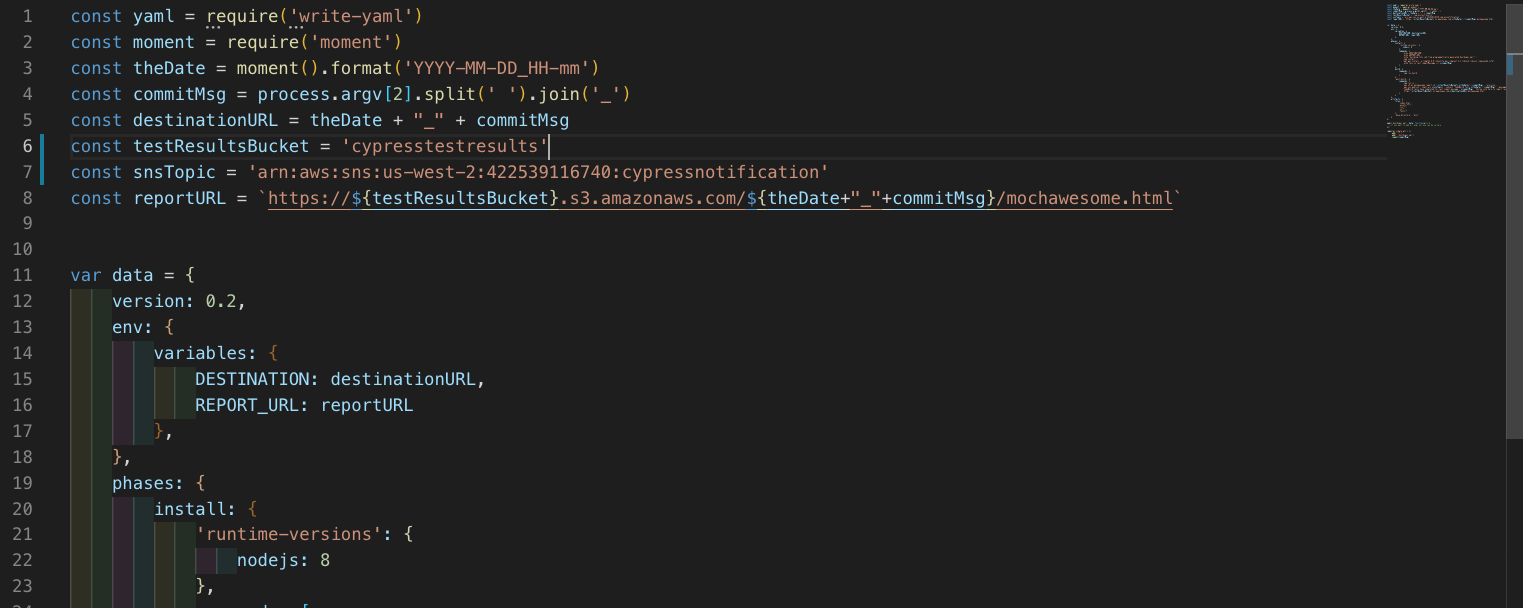 1 const yaml = require('write-yaml')
2 const moment = require('moment')
3 const theDate = moment().format('YYYY-MM-DD_HH-mm')
4 const commitMsg = process.argv[2].split(' ').join('_')
5 const destinationURL = theDate + "_" + commitMsg
6 const testResultsBucket = 'cypresstestresults'
7 const snsTopic = 'arn:aws:sns:us-west-2:422539116740:cypressnotification'
8 const reportURL = `https://${testResultsBucket}.s3.amazonaws.com/${theDate+"_"+commitMsg}/mochawesome.html`
9
10
11 var data = {
12 version: 0.2,
13 env: {
14 variables: {
15 DESTINATION: destinationURL,
16 REPORT_URL: reportURL
17 },
18 },
19 phases: {
20 install: {
21 'runtime-versions': {
22 nodejs: 8
23 },